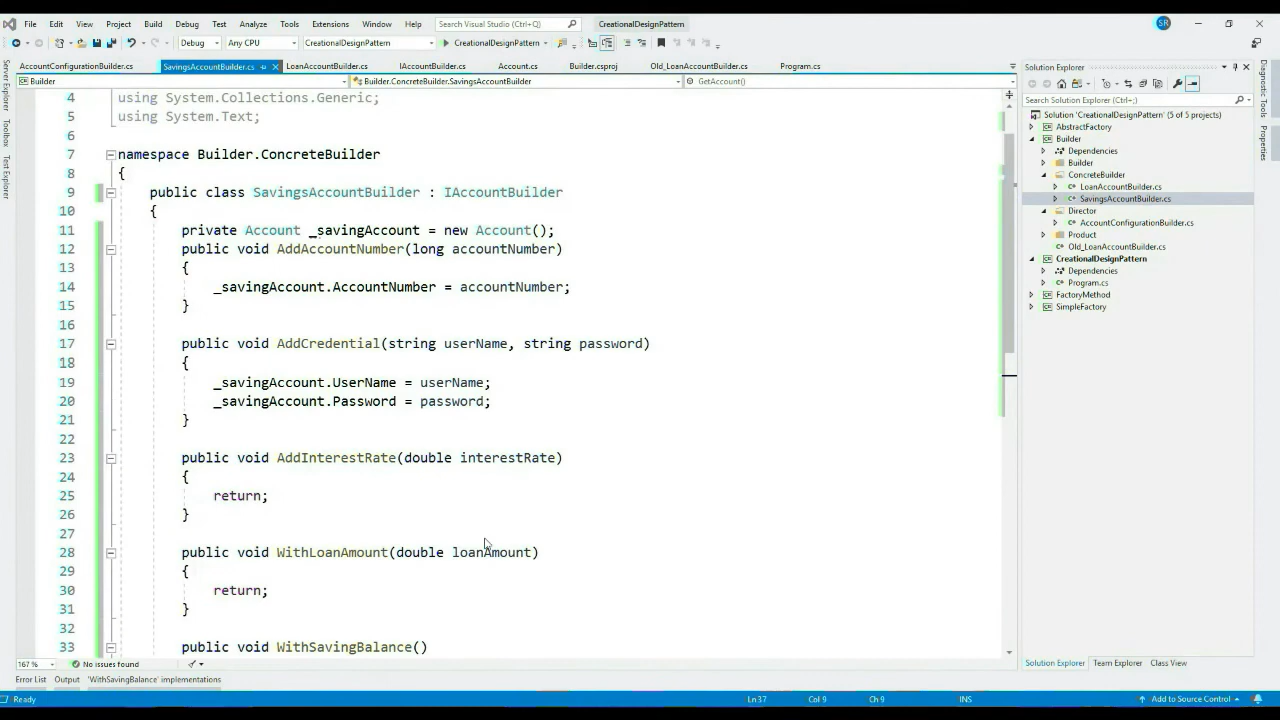 File Edit View Project Build Debug Test Analyze Tools Extensions Window Help Search Visual Studio (Ctrl+Q) CreationalDesignPattern SR
Debug Any CPU CreationalDesignPattern CreationalDesignPattern
AccountConfigurationBuilder.cs SavingsAccountBuilder.cs LoanAccountBuilder.cs IAccountBuilder.cs Account.cs Builder.csproj Old_LoanAccountBuilder.cs Program.cs
Builder Builder.ConcreteBuilder.SavingsAccountBuilder GetAccount()
Server Explorer
Toolbox
Test Explorer
4 using System.Collections.Generic;
5 using System.Text;
6
7 namespace Builder.ConcreteBuilder
8 {
9 public class SavingsAccountBuilder : IAccountBuilder
10 {
11 private Account _savingAccount = new Account();
12 public void AddAccountNumber(long accountNumber)
13 {
14 _savingAccount.AccountNumber = accountNumber;
15 }
16
17 public void AddCredential(string userName, string password)
18 {
19 _savingAccount.UserName = userName;
20 _savingAccount.Password = password;
21 }
22
23 public void AddInterestRate(double interestRate)
24 {
25 return;
26 }
27
28 public void WithLoanAmount(double loanAmount)
29 {
30 return;
31 }
32
33 public void WithSavingBalance()
167 % No issues found
Error List Output 'WithSavingBalance' implementations
Solution Explorer
Search Solution Explorer (Ctrl+;)
Solution 'CreationalDesignPattern' (5 of 5 projects)
AbstractFactory
Builder
Dependencies
Builder
ConcreteBuilder
LoanAccountBuilder.cs
SavingsAccountBuilder.cs
Director
AccountConfigurationBuilder.cs
Product
Old_LoanAccountBuilder.cs
CreationalDesignPattern
Dependencies
Program.cs
FactoryMethod
SimpleFactory
Solution Explorer Team Explorer Class View
Diagnostic Tools
Properties
Ready Ln 37 Col 9 Ch 9 INS Add to Source Control